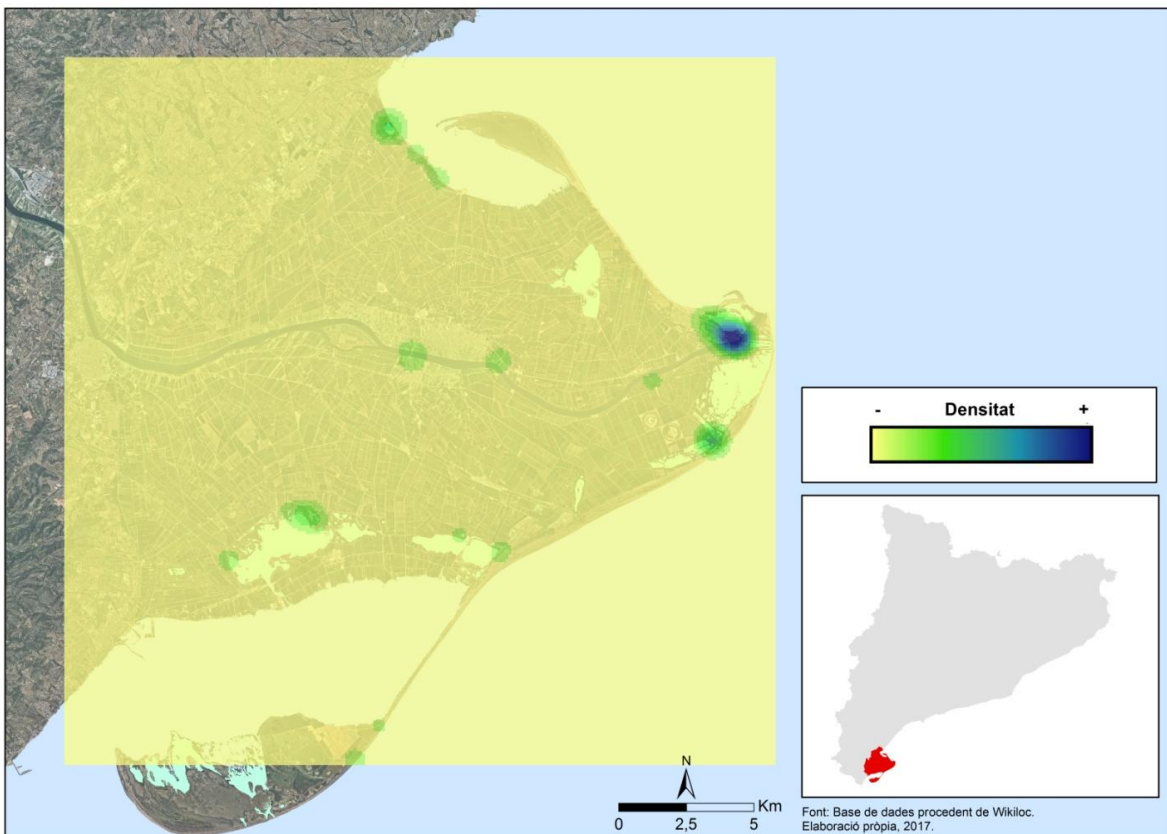 - Densitat +
N
Km
0 2,5 5
Font: Base de dades procedent de Wikiloc.
Elaboració pròpia, 2017.